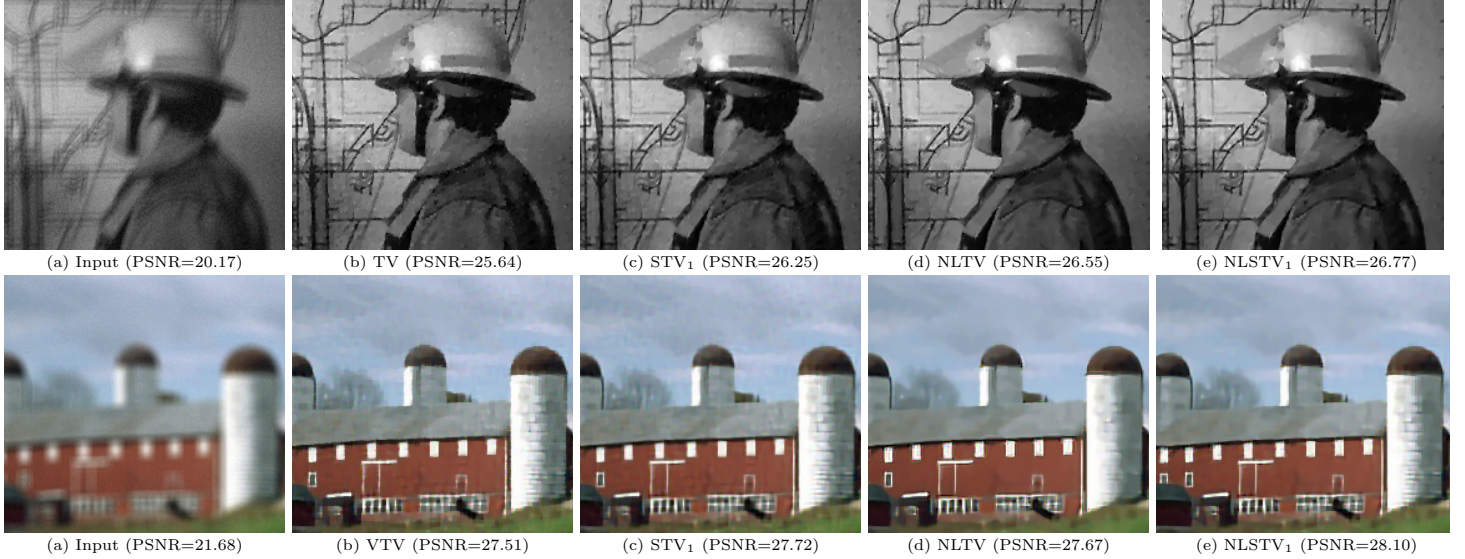 (a) Input (PSNR=20.17)
(b) TV (PSNR=25.64)
(c) STV₁ (PSNR=26.25)
(d) NLTV (PSNR=26.55)
(e) NLSTV₁ (PSNR=26.77)
(a) Input (PSNR=21.68)
(b) VTV (PSNR=27.51)
(c) STV₁ (PSNR=27.72)
(d) NLTV (PSNR=27.67)
(e) NLSTV₁ (PSNR=28.10)